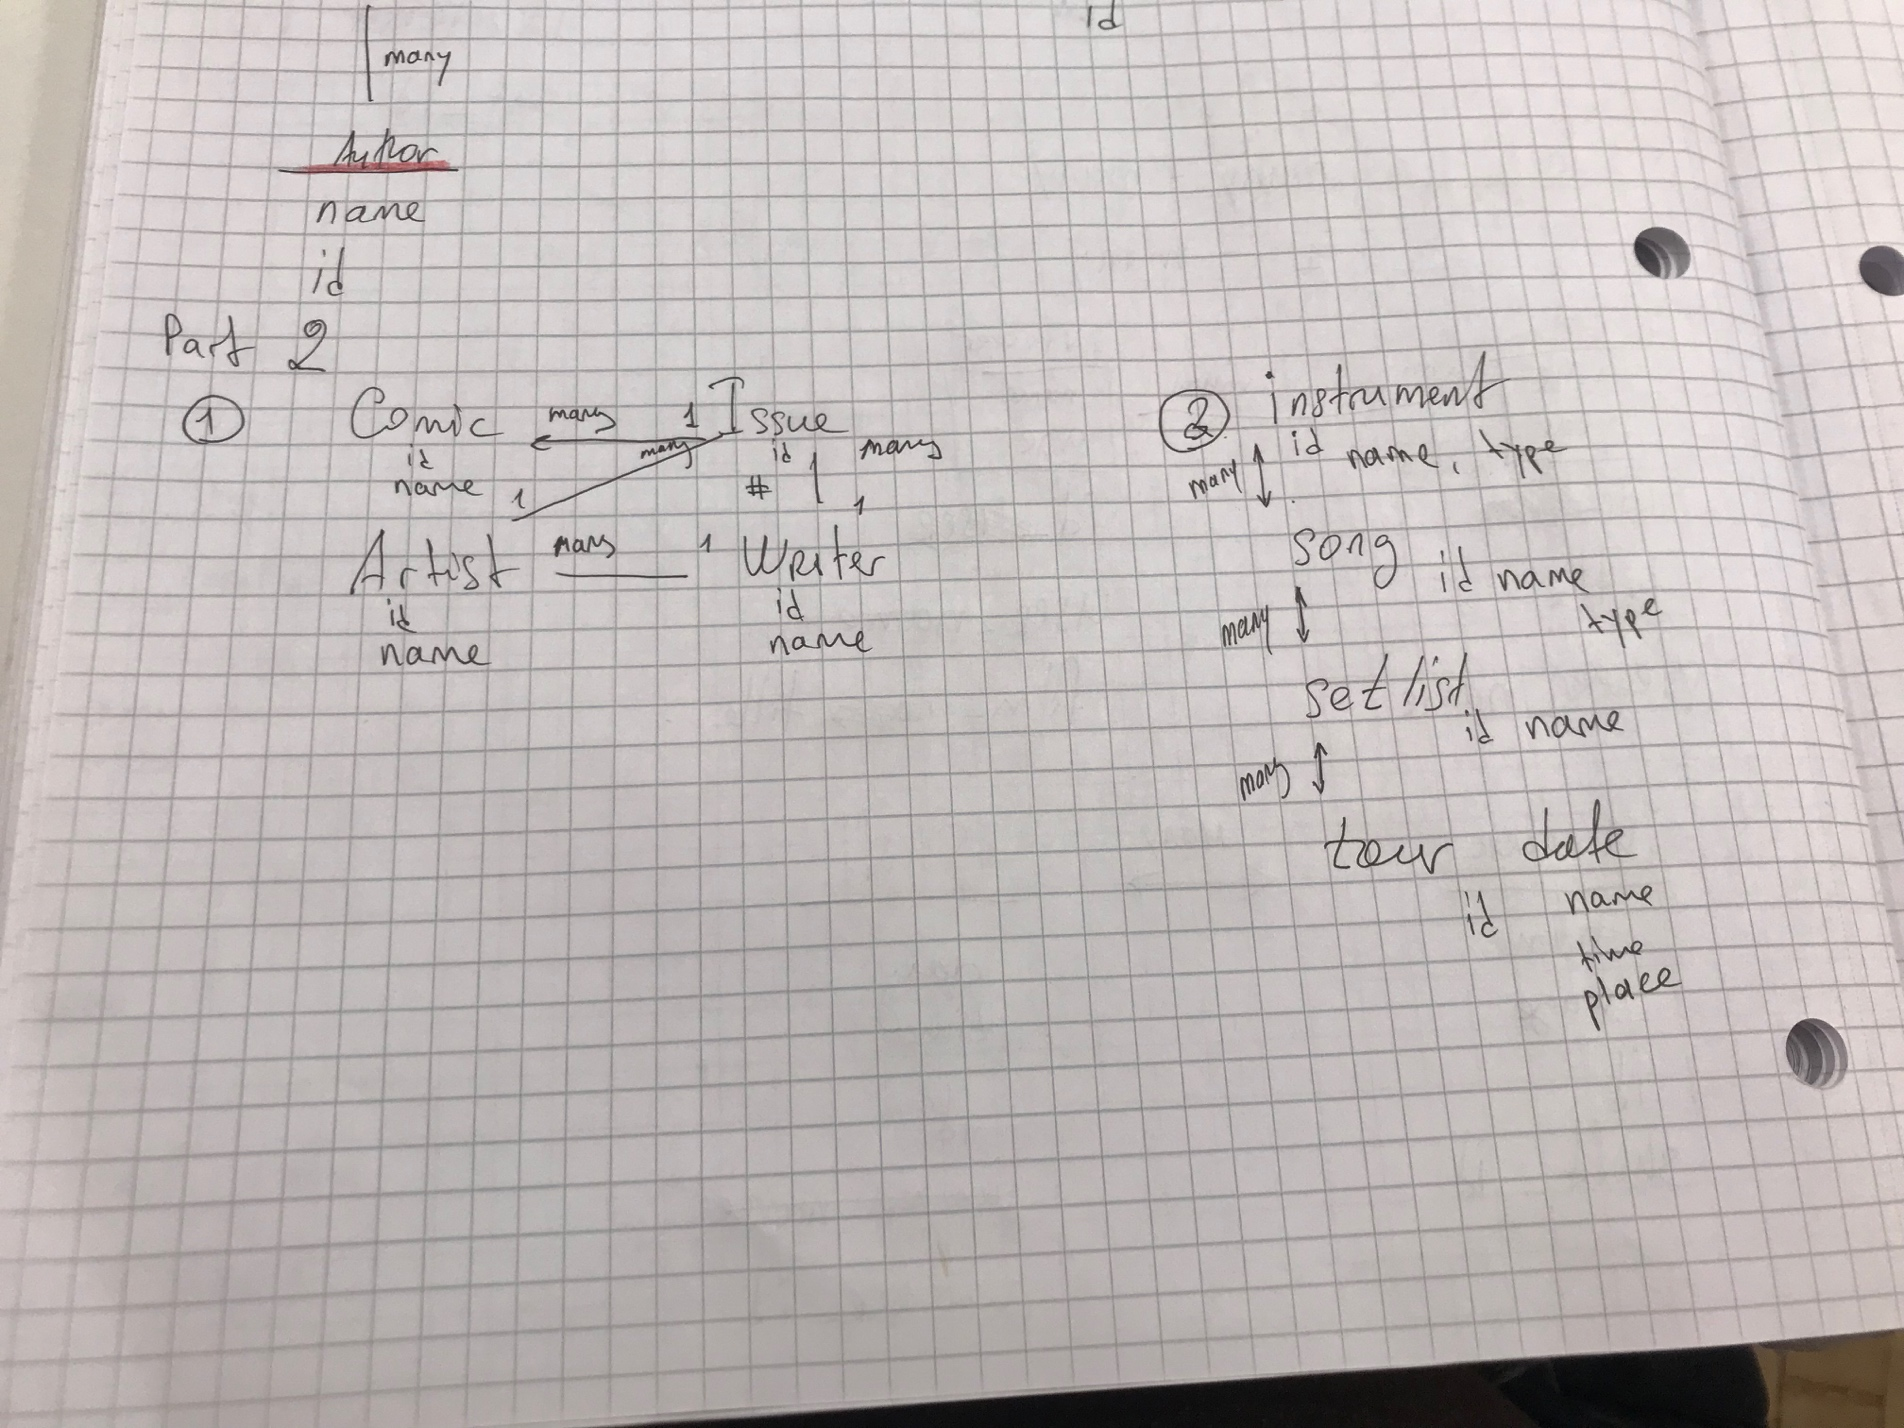 id
many
Author
name
id
Part 2
① Comic many 1 Issue
id
name
many
id
#
many
1
1
Artist many 1 Writer
id
name
id
name
② instrument
id name, type
many
song id name
type
many
set list
id name
many
tour date
id name
time
place